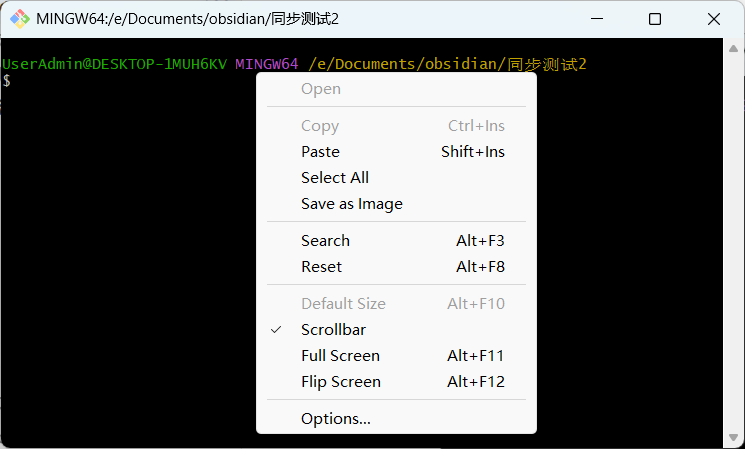 MINGW64:/e/Documents/obsidian/同步测试2
UserAdmin@DESKTOP-1MUH6KV MINGW64 /e/Documents/obsidian/同步测试2
$
Open
Copy Ctrl+Ins
Paste Shift+Ins
Select All
Save as Image
Search Alt+F3
Reset Alt+F8
Default Size Alt+F10
Scrollbar
Full Screen Alt+F11
Flip Screen Alt+F12
Options...